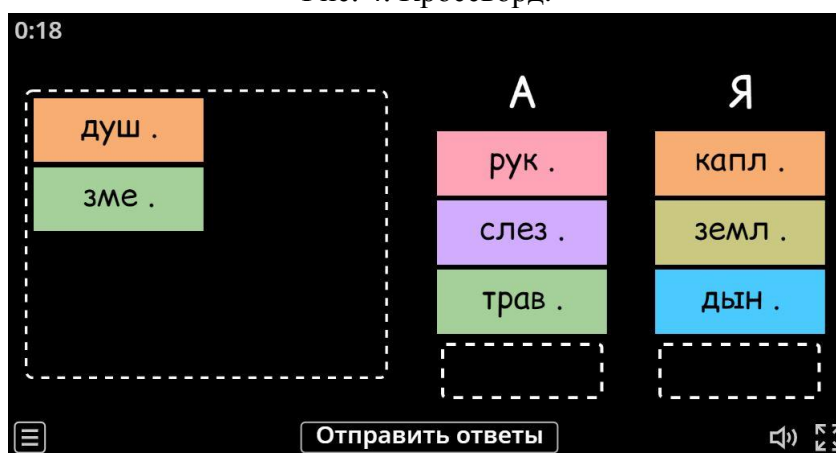 Рис. 4. Кроссворд.
0:18
душ .
зме .
А
рук .
слез .
трав .
Я
капл .
земл .
дын .
Отправить ответы